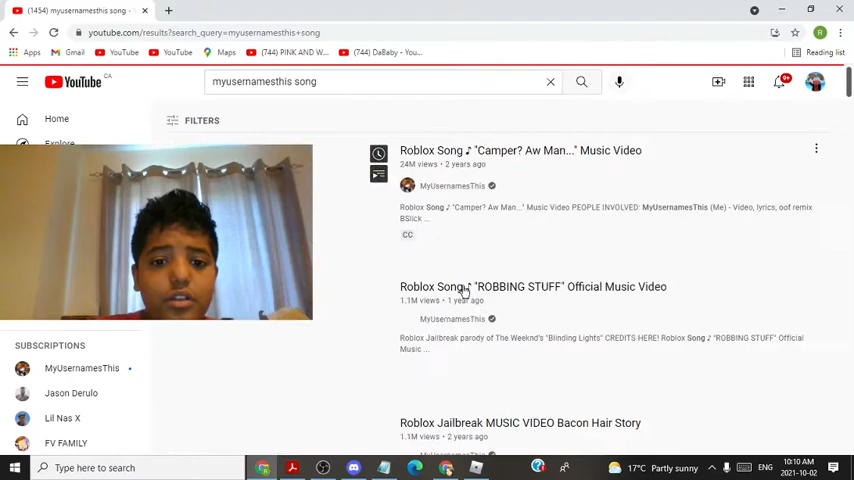 (1454) myusernamesthis song
youtube.com/results?search_query=myusernamesthis+song
Apps Gmail YouTube YouTube Maps (744) PINK AND W... (744) DaBaby - You... Reading list
YouTube CA
myusernamesthis song
9+
Home
FILTERS
Explore
Roblox Song ♪ "Camper? Aw Man..." Music Video
24M views • 2 years ago
MyUsernamesThis
Roblox Song ♪ "Camper? Aw Man..." Music Video PEOPLE INVOLVED: MyUsernamesThis (Me) - Video, lyrics, oof remix
BSlick ...
CC
Roblox Song ♪ "ROBBING STUFF" Official Music Video
1.1M views • 1 year ago
MyUsernamesThis
Roblox Jailbreak parody of The Weeknd's "Blinding Lights" CREDITS HERE! Roblox Song ♪ "ROBBING STUFF" Official
Music ...
SUBSCRIPTIONS
MyUsernamesThis
Jason Derulo
Lil Nas X
FV FAMILY
Roblox Jailbreak MUSIC VIDEO Bacon Hair Story
1.1M views • 2 years ago
MyUsernamesThis
Type here to search
17°C Partly sunny
ENG
10:10 AM
2021-10-02